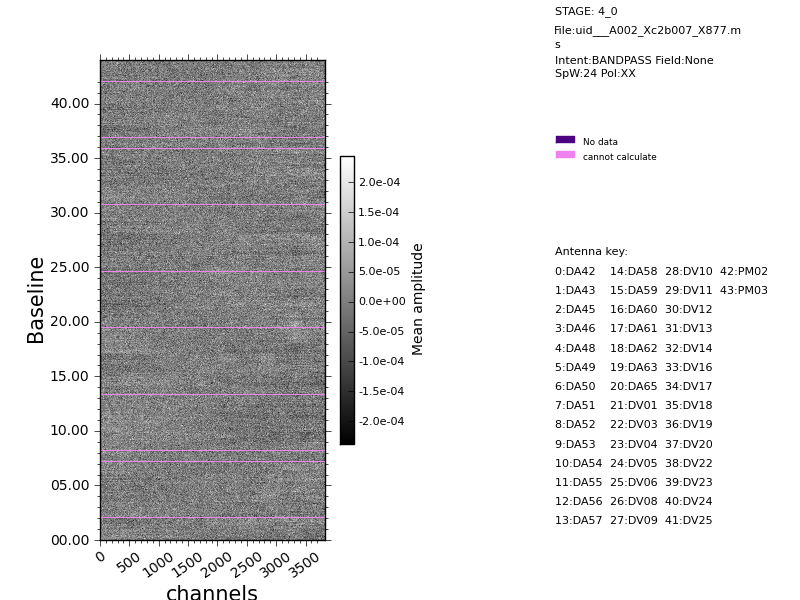 STAGE: 4_0
File:uid___A002_Xc2b007_X877.m
s
Intent:BANDPASS Field:None
SpW:24 Pol:XX
No data
cannot calculate
Antenna key:
0:DA42 14:DA58 28:DV10 42:PM02
1:DA43 15:DA59 29:DV11 43:PM03
2:DA45 16:DA60 30:DV12
3:DA46 17:DA61 31:DV13
4:DA48 18:DA62 32:DV14
5:DA49 19:DA63 33:DV16
6:DA50 20:DA65 34:DV17
7:DA51 21:DV01 35:DV18
8:DA52 22:DV03 36:DV19
9:DA53 23:DV04 37:DV20
10:DA54 24:DV05 38:DV22
11:DA55 25:DV06 39:DV23
12:DA56 26:DV08 40:DV24
13:DA57 27:DV09 41:DV25
Baseline
40.00
35.00
30.00
25.00
20.00
15.00
10.00
05.00
00.00
0 500 1000 1500 2000 2500 3000 3500
channels
2.0e-04
1.5e-04
1.0e-04
5.0e-05
0.0e+00
-5.0e-05
-1.0e-04
-1.5e-04
-2.0e-04
Mean amplitude